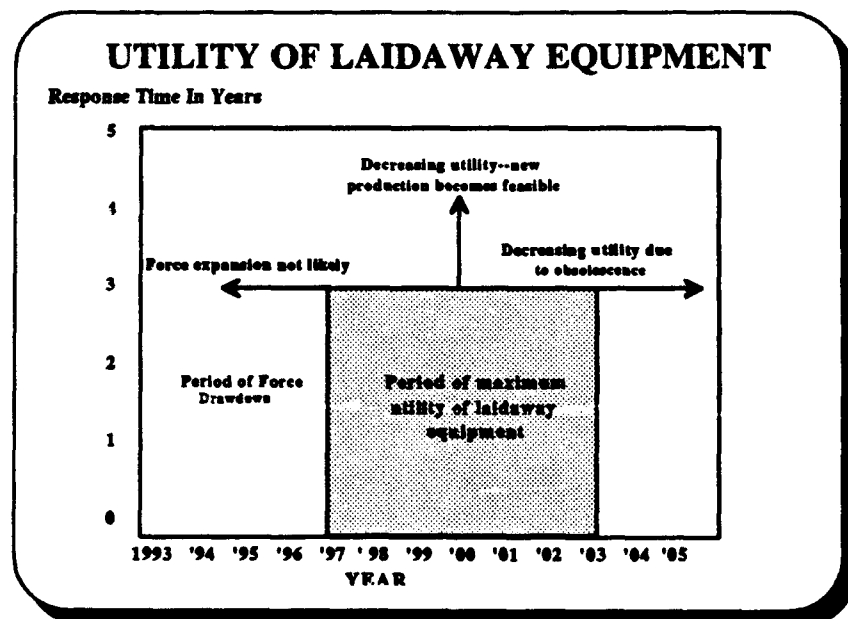 UTILITY OF LAIDAWAY EQUIPMENT
Response Time In Years
5
Decreasing utility--new
production becomes feasible
4
Decreasing utility due
to obsolescence
Force expansion not likely
3
2
Period of Force
Drawdown
Period of maximum
utility of laidaway
equipment
1
0
1993 '94 '95 '96 '97 '98 '99 '00 '01 '02 '03 '04 '05
YEAR